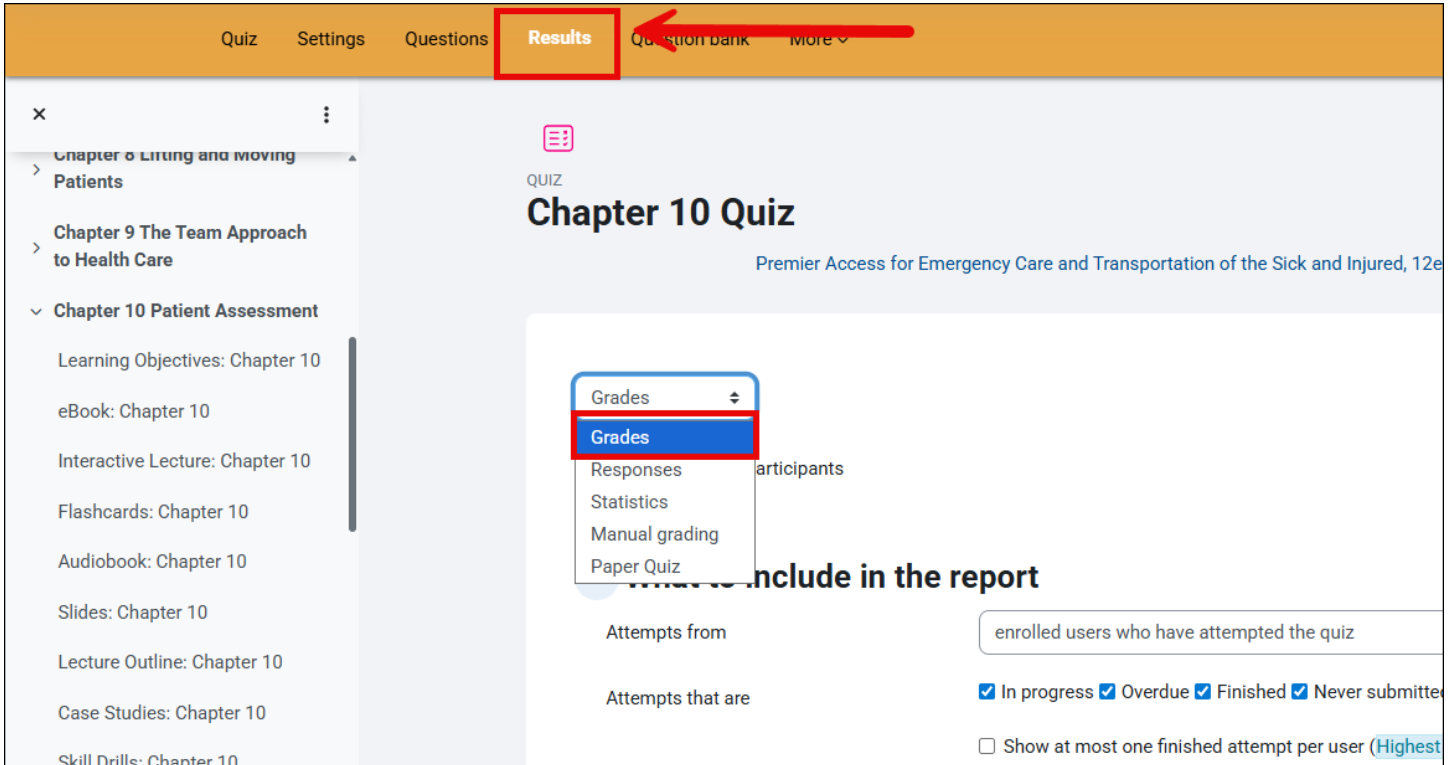 Quiz Settings Questions Results Question bank More
Chapter 8 Lifting and Moving
Patients
Chapter 9 The Team Approach
to Health Care
Chapter 10 Patient Assessment
Learning Objectives: Chapter 10
eBook: Chapter 10
Interactive Lecture: Chapter 10
Flashcards: Chapter 10
Audiobook: Chapter 10
Slides: Chapter 10
Lecture Outline: Chapter 10
Case Studies: Chapter 10
Skill Drills: Chapter 10
QUIZ
Chapter 10 Quiz
Premier Access for Emergency Care and Transportation of the Sick and Injured, 12e
Grades
Grades
Responses
articipants
Statistics
Manual grading
Paper Quiz
What to include in the report
Attempts from
enrolled users who have attempted the quiz
Attempts that are
In progress Overdue Finished Never submitted
Show at most one finished attempt per user (Highest